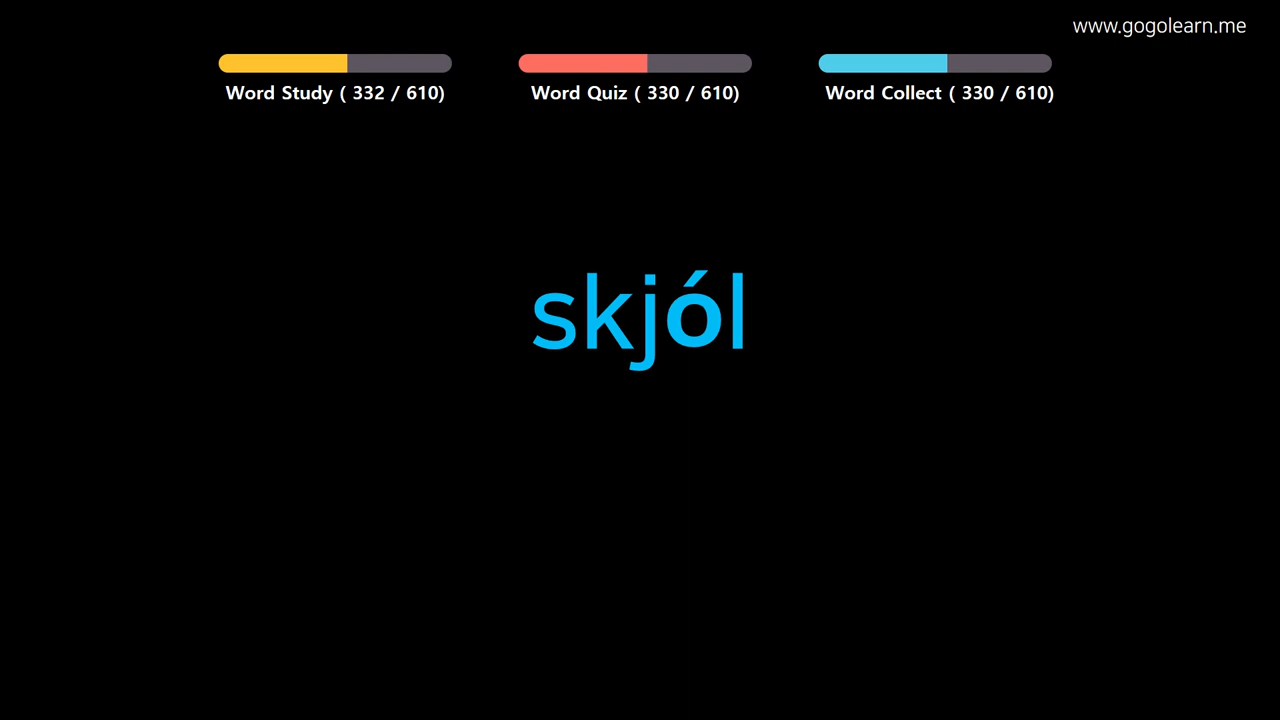 www.gogolearn.me
Word Study ( 332 / 610)
Word Quiz ( 330 / 610)
Word Collect ( 330 / 610)
skjól